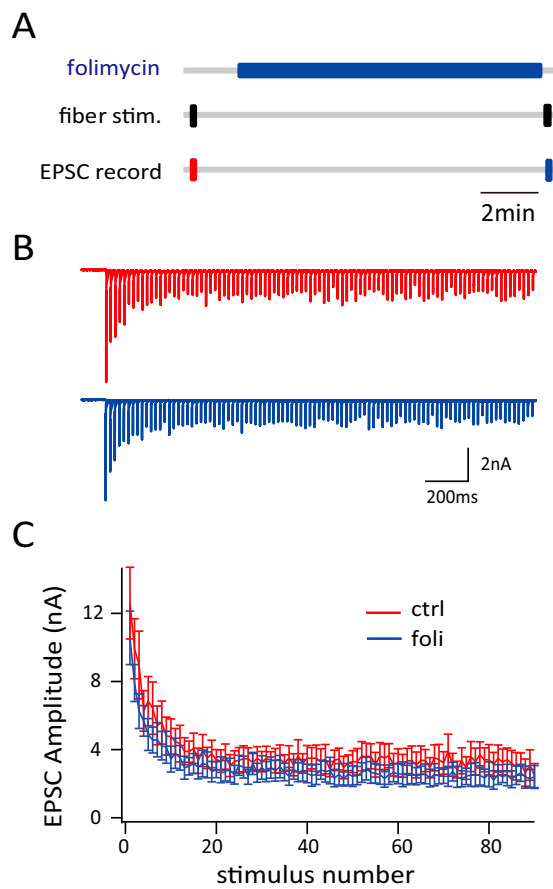 A
folimycin
fiber stim.
EPSC record
2min
B
2nA
200ms
C
EPSC Amplitude (nA)
12
8
4
0
ctrl
foli
0 20 40 60 80
stimulus number